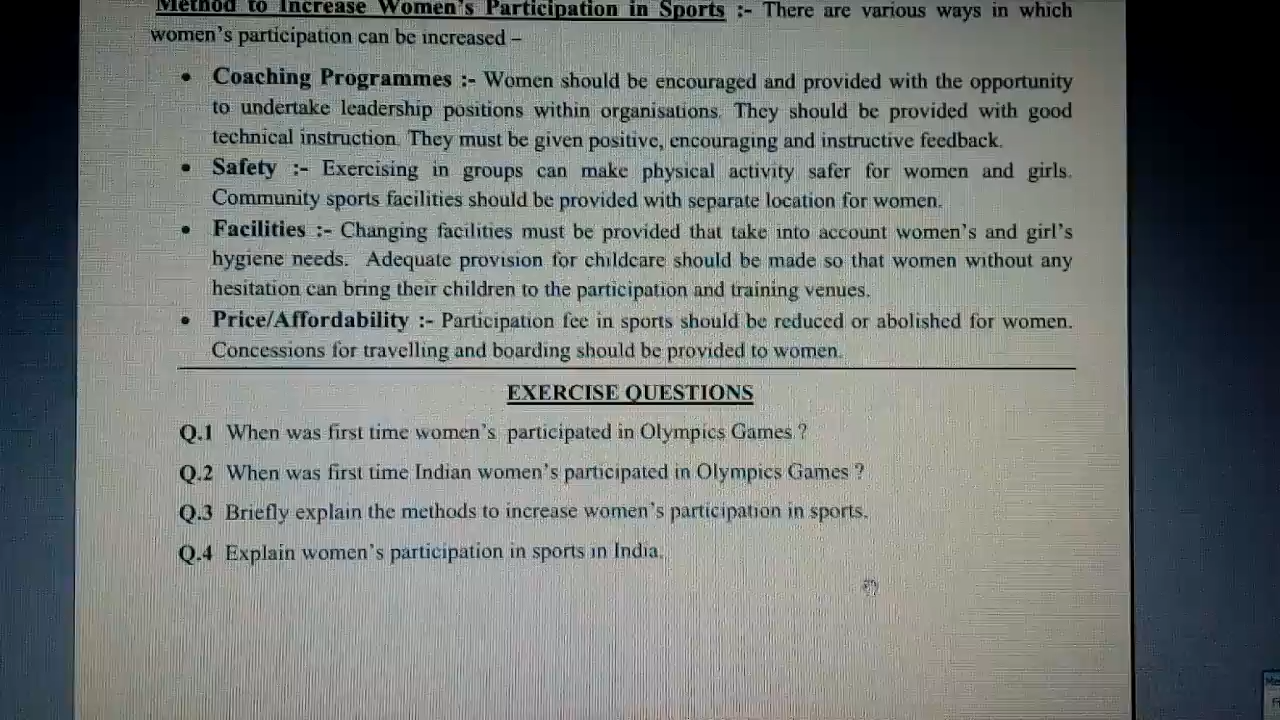 Method to Increase Women's Participation in Sports :- There are various ways in which
women's participation can be increased –
• Coaching Programmes :- Women should be encouraged and provided with the opportunity
to undertake leadership positions within organisations. They should be provided with good
technical instruction. They must be given positive, encouraging and instructive feedback.
• Safety :- Exercising in groups can make physical activity safer for women and girls.
Community sports facilities should be provided with separate location for women.
• Facilities :- Changing facilities must be provided that take into account women's and girl's
hygiene needs. Adequate provision for childcare should be made so that women without any
hesitation can bring their children to the participation and training venues.
• Price/Affordability :- Participation fee in sports should be reduced or abolished for women.
Concessions for travelling and boarding should be provided to women.
EXERCISE QUESTIONS
Q.1 When was first time women's participated in Olympics Games ?
Q.2 When was first time Indian women's participated in Olympics Games ?
Q.3 Briefly explain the methods to increase women's participation in sports.
Q.4 Explain women's participation in sports in India.